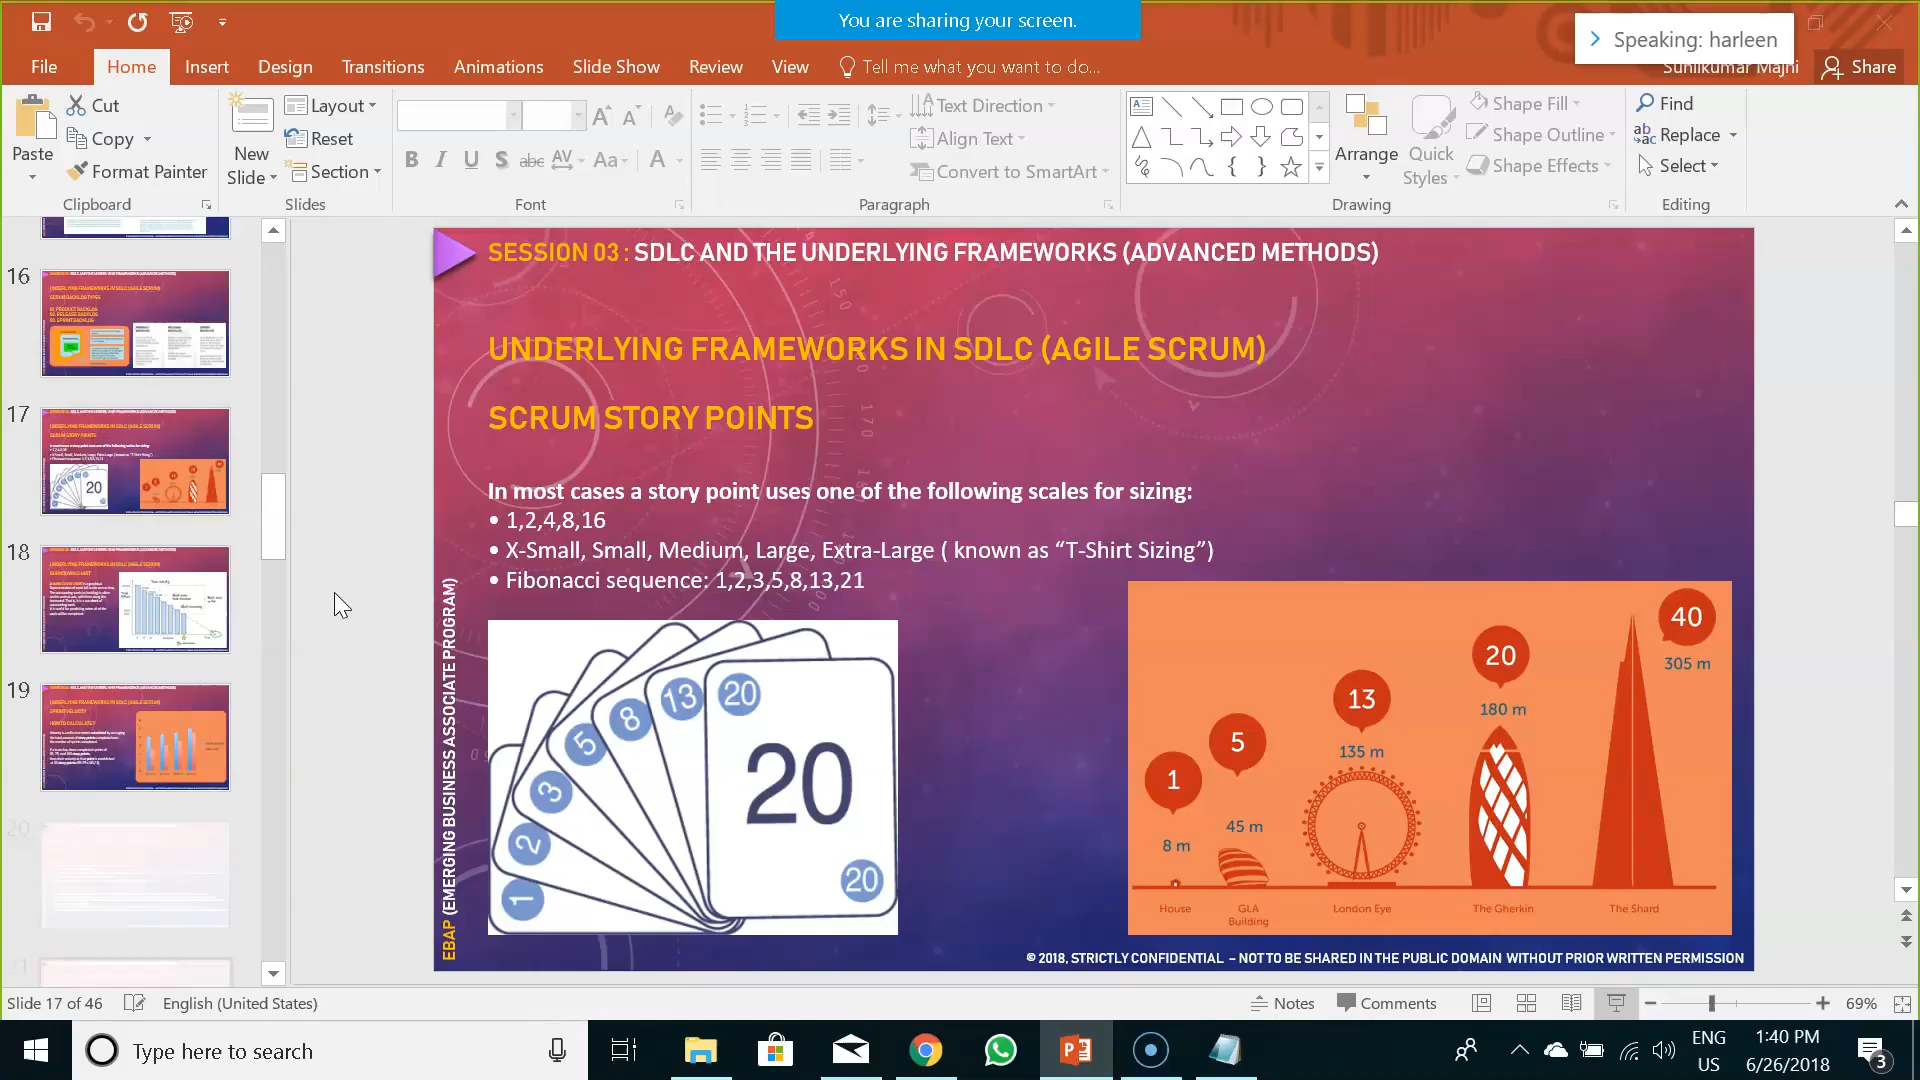 You are sharing your screen.
Speaking: harleen
File
Home
Insert
Design
Transitions
Animations
Slide Show
Review
View
Tell me what you want to do...
Sunilkumar Majhi
Share
Paste
Cut
Copy
Format Painter
Clipboard
New
Slide
Layout
Reset
Section
Slides
Font
Text Direction
Align Text
Convert to SmartArt
Paragraph
Arrange
Quick
Styles
Shape Fill
Shape Outline
Shape Effects
Drawing
Find
Replace
Select
Editing
16
17
18
19
20
SESSION 03 : SDLC AND THE UNDERLYING FRAMEWORKS (ADVANCED METHODS)
UNDERLYING FRAMEWORKS IN SDLC (AGILE SCRUM)
SCRUM STORY POINTS
In most cases a story point uses one of the following scales for sizing:
• 1,2,4,8,16
• X-Small, Small, Medium, Large, Extra-Large ( known as “T-Shirt Sizing”)
• Fibonacci sequence: 1,2,3,5,8,13,21
EBAP (EMERGING BUSINESS ASSOCIATE PROGRAM)
1
2
3
5
8
13
20
20
20
1
8 m
House
5
45 m
GLA
Building
13
135 m
London Eye
20
180 m
The Gherkin
40
305 m
The Shard
© 2018, STRICTLY CONFIDENTIAL – NOT TO BE SHARED IN THE PUBLIC DOMAIN WITHOUT PRIOR WRITTEN PERMISSION
Slide 17 of 46
English (United States)
Notes
Comments
69%
Type here to search
ENG
US
1:40 PM
6/26/2018
3